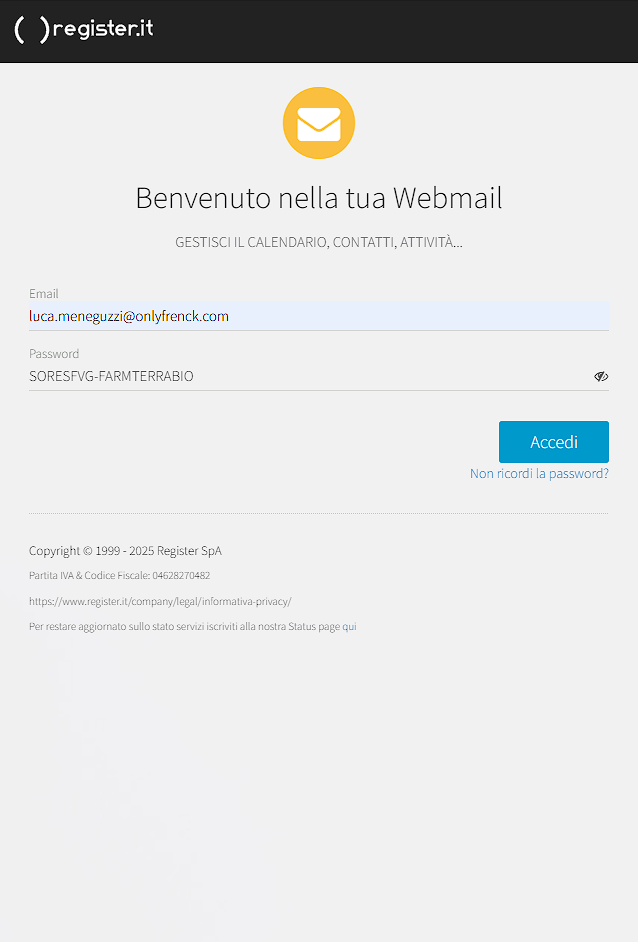 ( )register.it
Benvenuto nella tua Webmail
GESTISCI IL CALENDARIO, CONTATTI, ATTIVITÀ...
Email
luca.meneguzzi@onlyfrenck.com
Password
SORESFVG-FARMTERRABIO
Accedi
Non ricordi la password?
Copyright © 1999 - 2025 Register SpA
Partita IVA & Codice Fiscale: 04628270482
https://www.register.it/company/legal/informativa-privacy/
Per restare aggiornato sullo stato servizi iscriviti alla nostra Status page qui